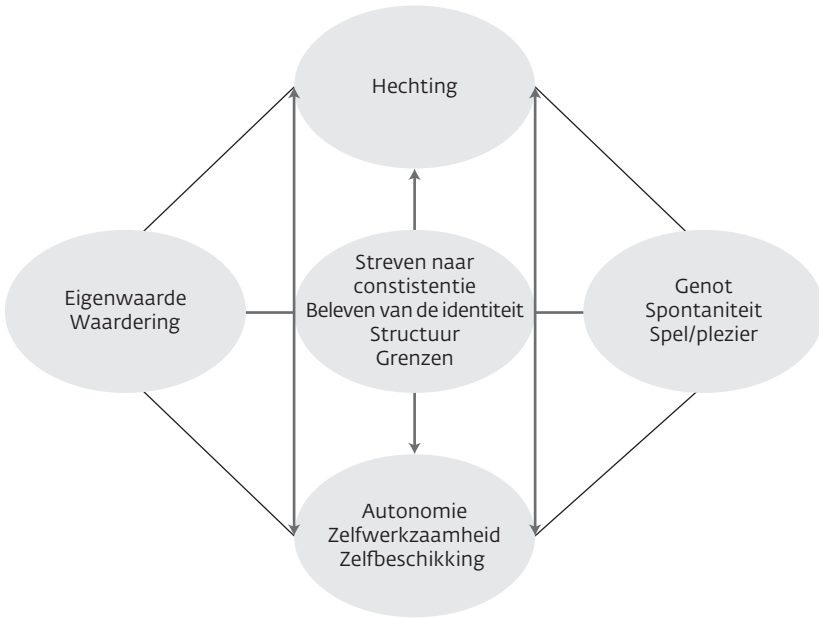 Hechting
Eigenwaarde
Waardering
Streven naar
constistentie
Beleven van de identiteit
Structuur
Grenzen
Genot
Spontaniteit
Spel/plezier
Autonomie
Zelfwerkzaamheid
Zelfbeschikking